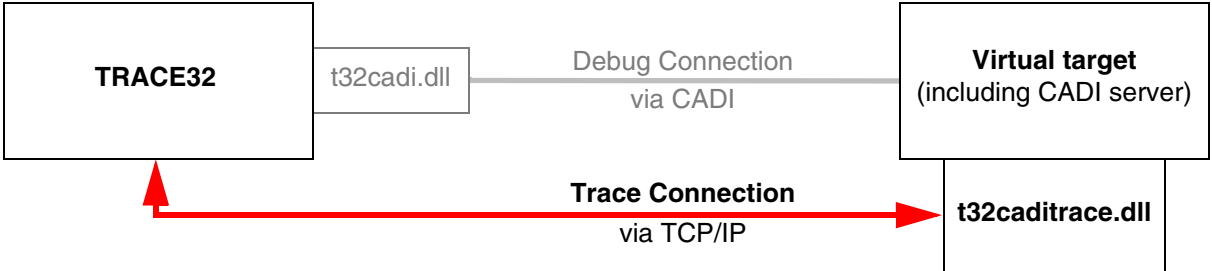 TRACE32
t32cadi.dll
Debug Connection
via CADI
Virtual target
(including CADI server)
Trace Connection
via TCP/IP
t32caditrace.dll